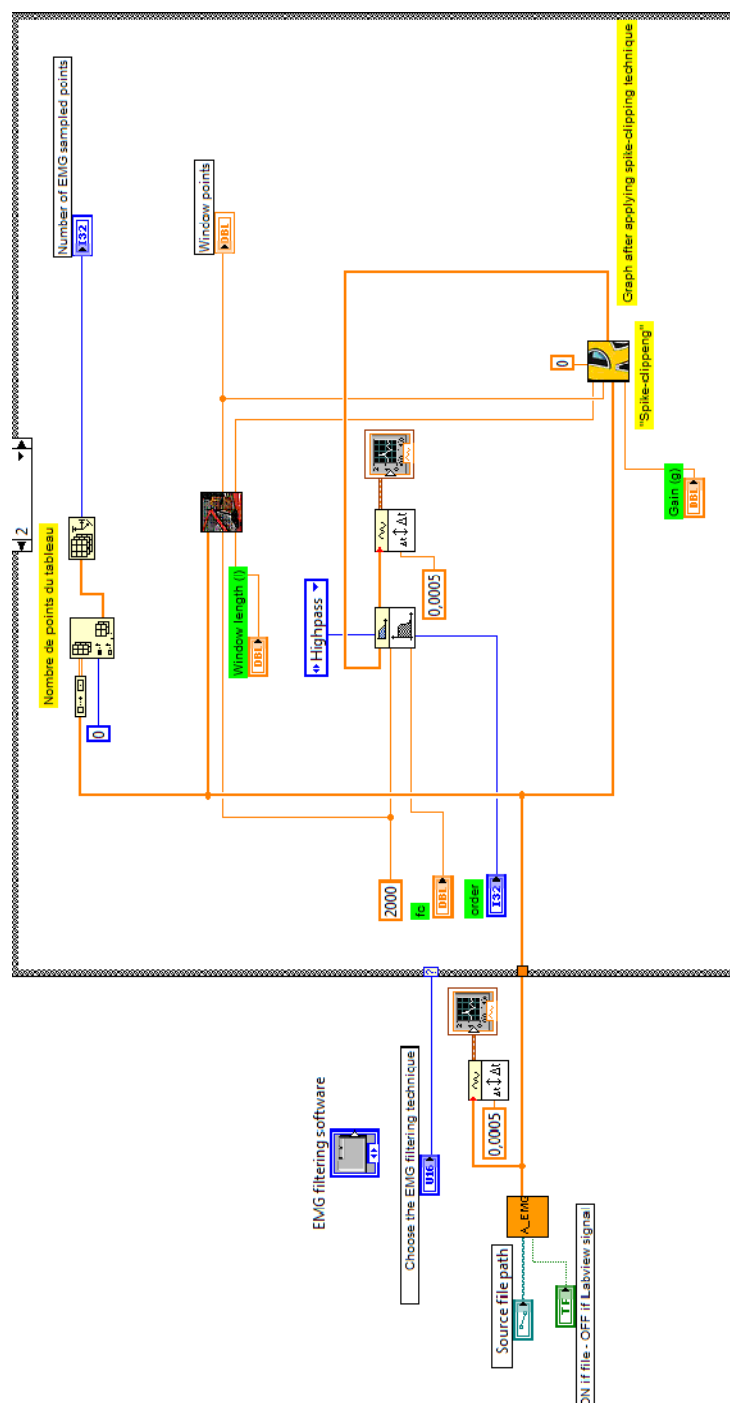 Number of EMG sampled points
I32
Nombre de points du tableau
0
2
Window points
DBL
Window length (l)
DBL
Highpass
0,0005
2000
fc
DBL
order
I32
0
"Spike-clippeng"
Graph after applying spike-clipping technique
Gain (g)
DBL
?
EMG filtering software
Choose the EMG filtering technique
U16
0,0005
Δt
Δt
A_EMG
Source file path
TF
ON if file - OFF if Labview signal